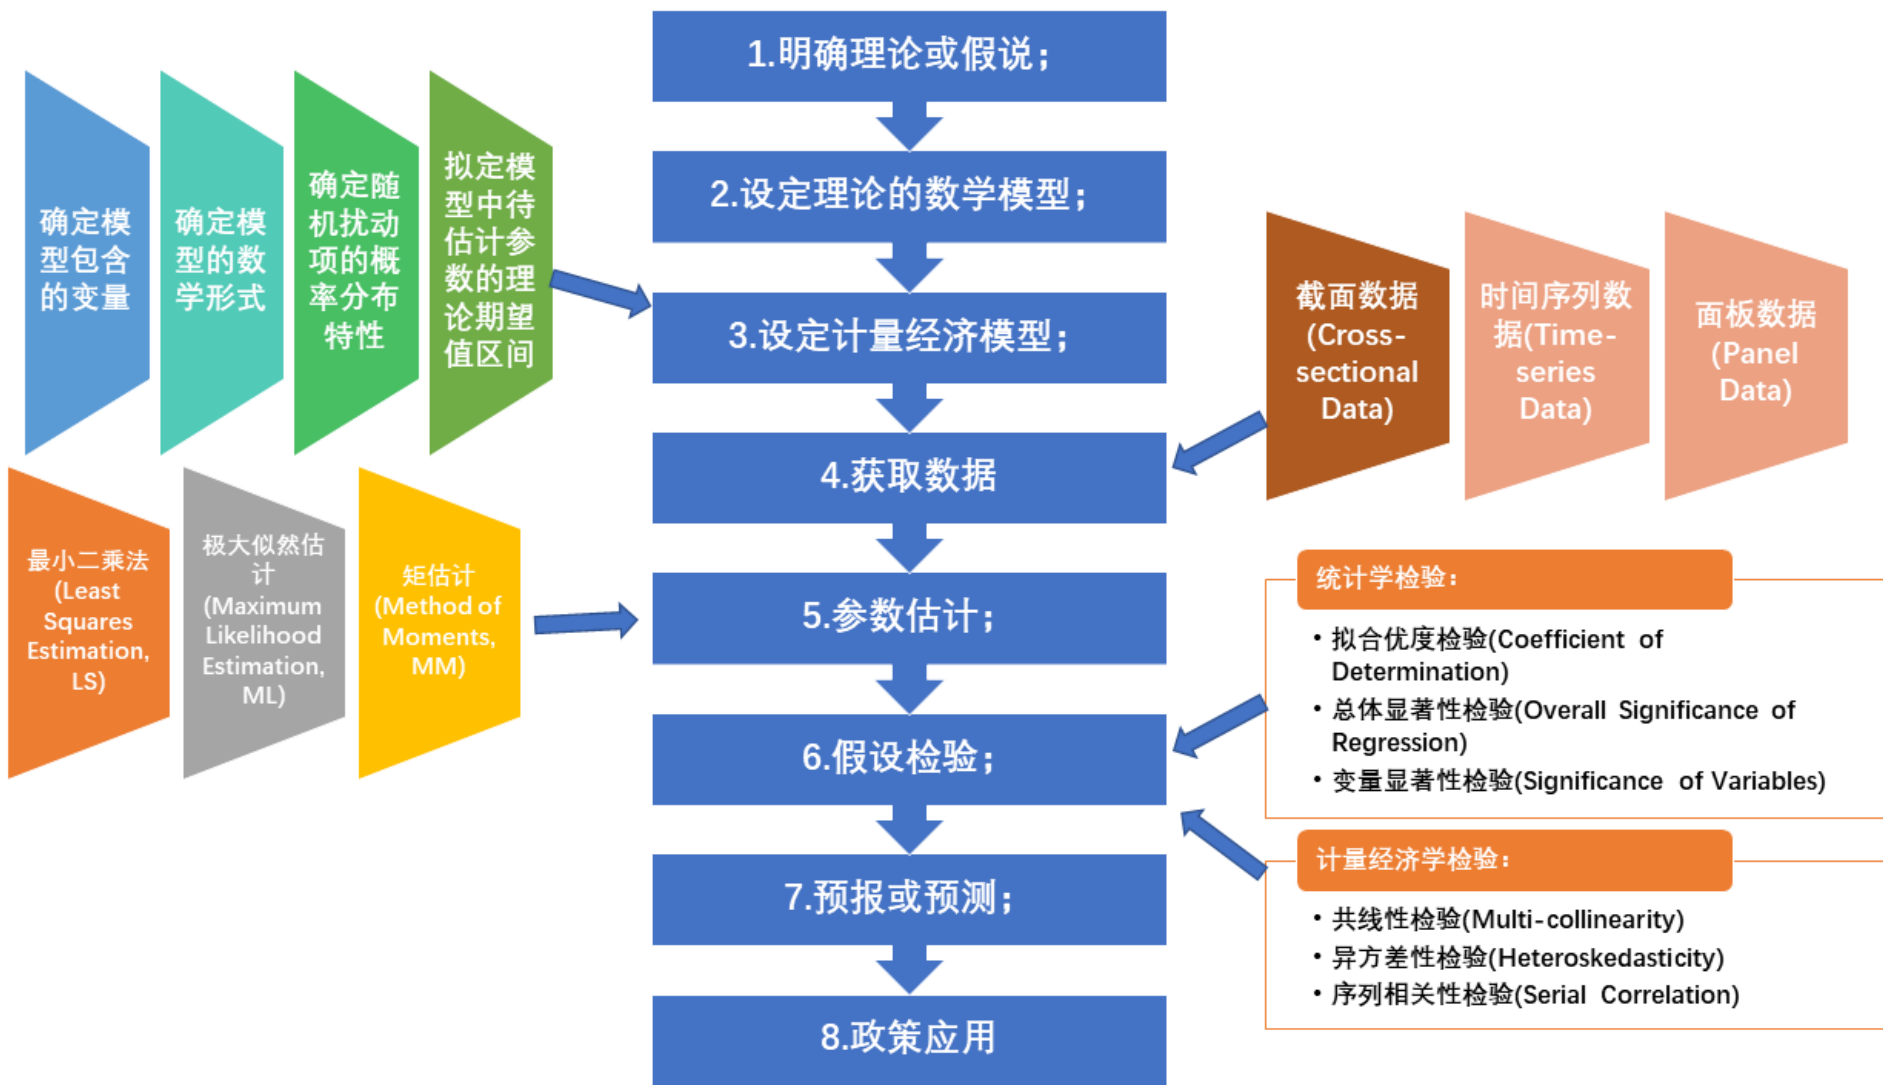 1.明确理论或假说；
2.设定理论的数学模型；
3.设定计量经济模型；
4.获取数据
5.参数估计；
6.假设检验；
7.预报或预测；
8.政策应用
确定模
型包含
的变量
确定模
型的数
学形式
确定随
机扰动
项的概
率分布
特性
拟定模
型中待
估计参
数的理
论期望
值区间
最小二乘法
(Least
Squares
Estimation,
LS)
极大似然估
计
(Maximum
Likelihood
Estimation,
ML)
矩估计
(Method of
Moments,
MM)
截面数据
(Cross-
sectional
Data)
时间序列数
据(Time-
series
Data)
面板数据
(Panel
Data)
统计学检验：
• 拟合优度检验(Coefficient of
Determination)
• 总体显著性检验(Overall Significance of
Regression)
• 变量显著性检验(Significance of Variables)
计量经济学检验：
• 共线性检验(Multi-collinearity)
• 异方差性检验(Heteroskedasticity)
• 序列相关性检验(Serial Correlation)